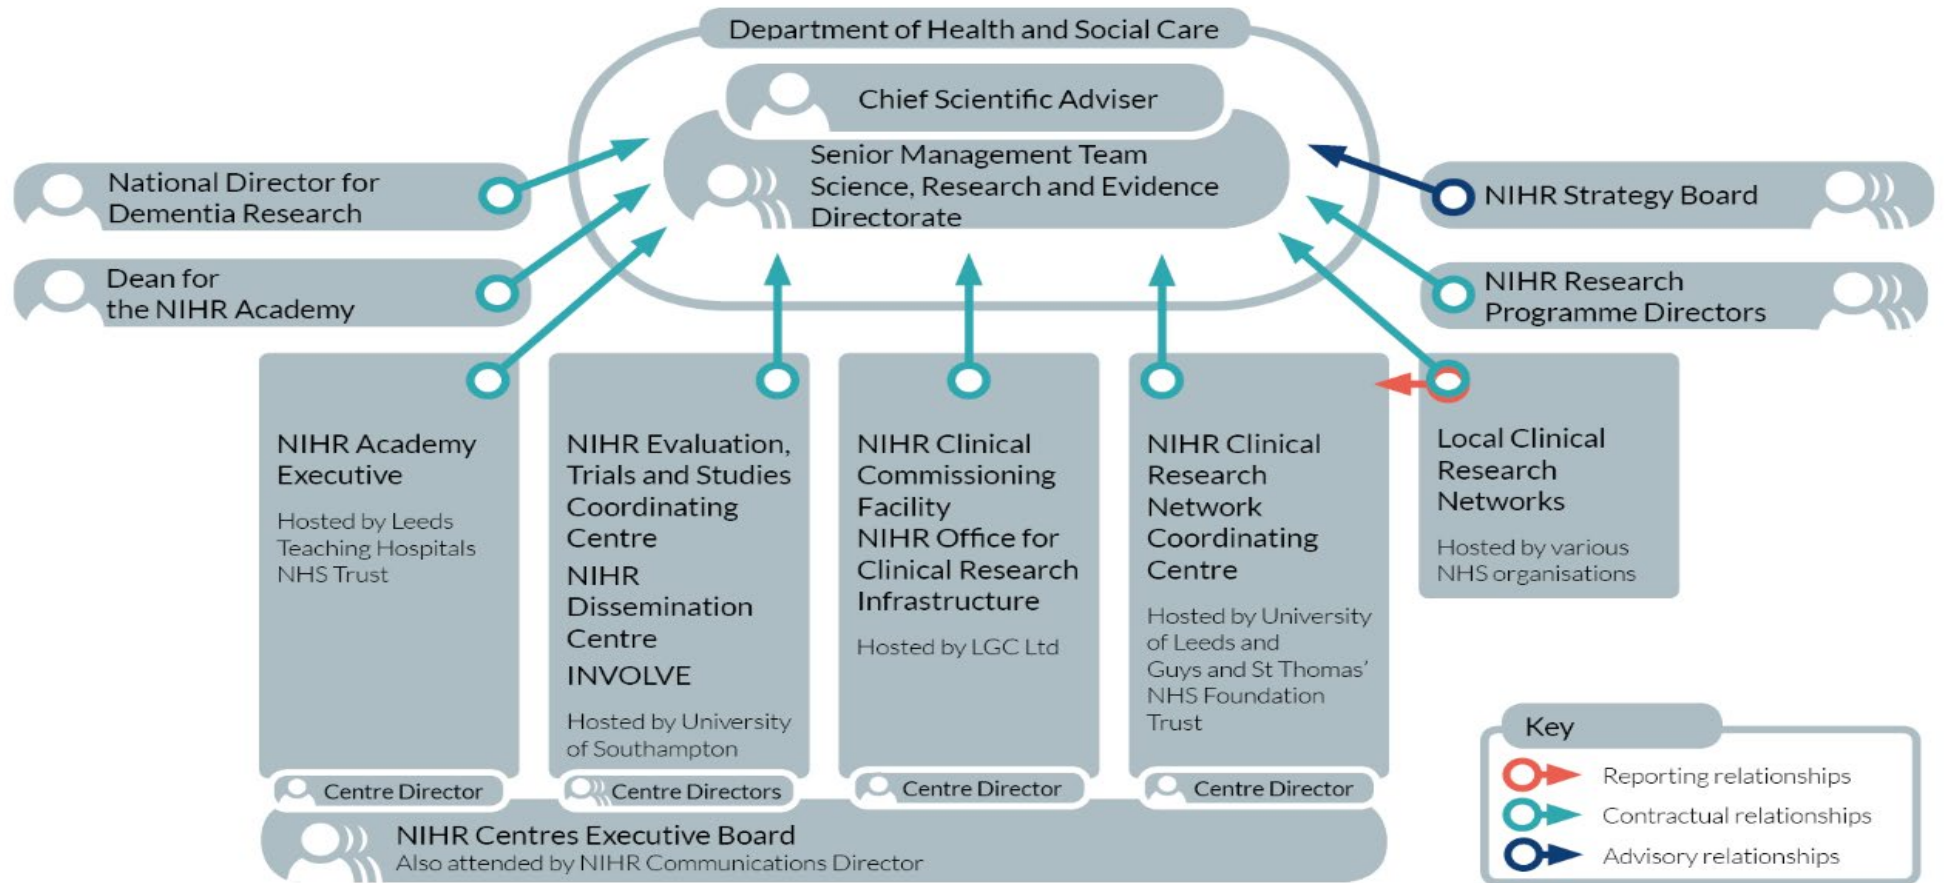 Department of Health and Social Care
Chief Scientific Adviser
Senior Management Team
Science, Research and Evidence
Directorate
National Director for
Dementia Research
Dean for
the NIHR Academy
NIHR Strategy Board
NIHR Research
Programme Directors
NIHR Academy
Executive
Hosted by Leeds
Teaching Hospitals
NHS Trust
NIHR Evaluation,
Trials and Studies
Coordinating
Centre
NIHR
Dissemination
Centre
INVOLVE
Hosted by University
of Southampton
NIHR Clinical
Commissioning
Facility
NIHR Office for
Clinical Research
Infrastructure
Hosted by LGC Ltd
NIHR Clinical
Research
Network
Coordinating
Centre
Hosted by University
of Leeds and
Guys and St Thomas’
NHS Foundation
Trust
Local Clinical
Research
Networks
Hosted by various
NHS organisations
Centre Director
Centre Directors
Centre Director
Centre Director
NIHR Centres Executive Board
Also attended by NIHR Communications Director
Key
Reporting relationships
Contractual relationships
Advisory relationships